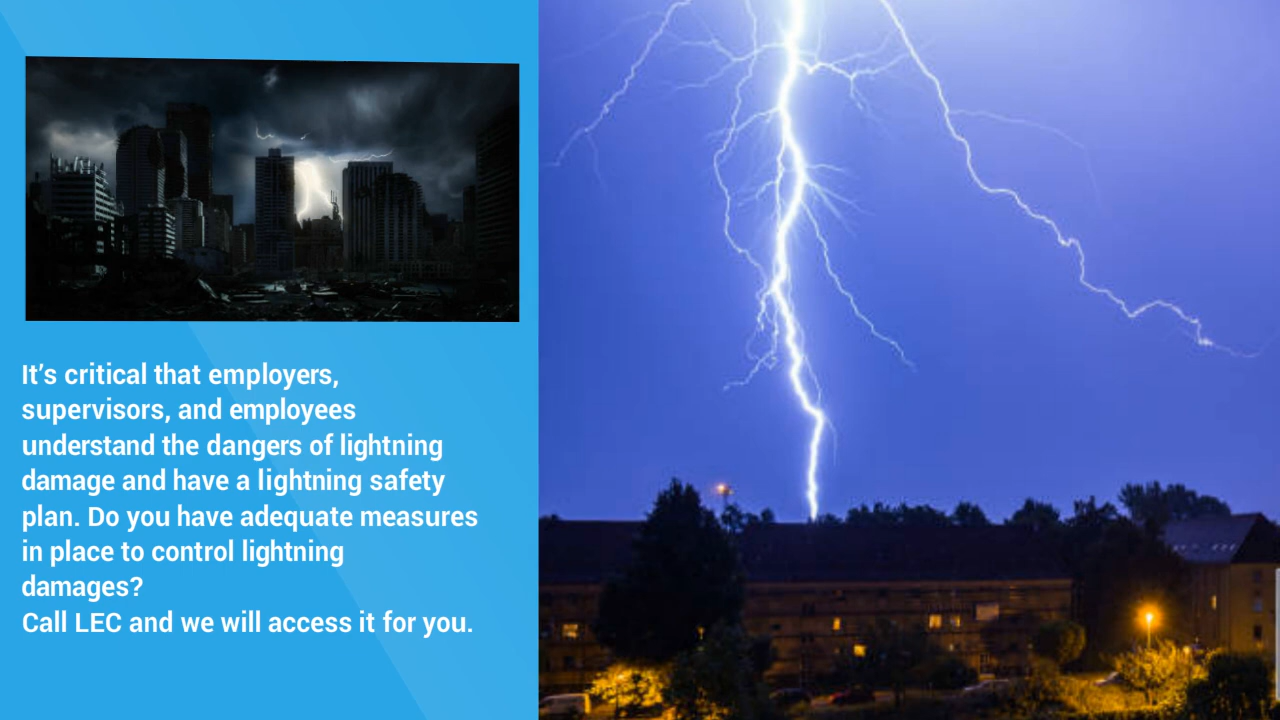 It’s critical that employers,
supervisors, and employees
understand the dangers of lightning
damage and have a lightning safety
plan. Do you have adequate measures
in place to control lightning
damages?
Call LEC and we will access it for you.